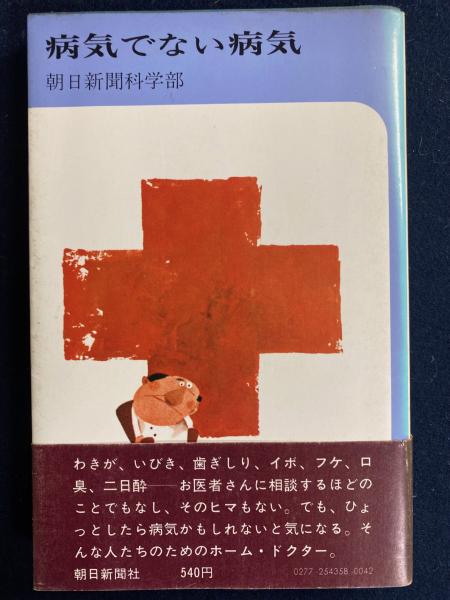 病気でない病気
朝日新聞科学部
わきが、いびき、歯ぎしり、イボ、フケ、口
臭、二日酔――お医者さんに相談するほどの
ことでもなし、そのヒマもない。でも、ひょ
っとしたら病気かもしれないと気になる。そ
んな人たちのためのホーム・ドクター。
朝日新聞社 540円 0277-254358-0042